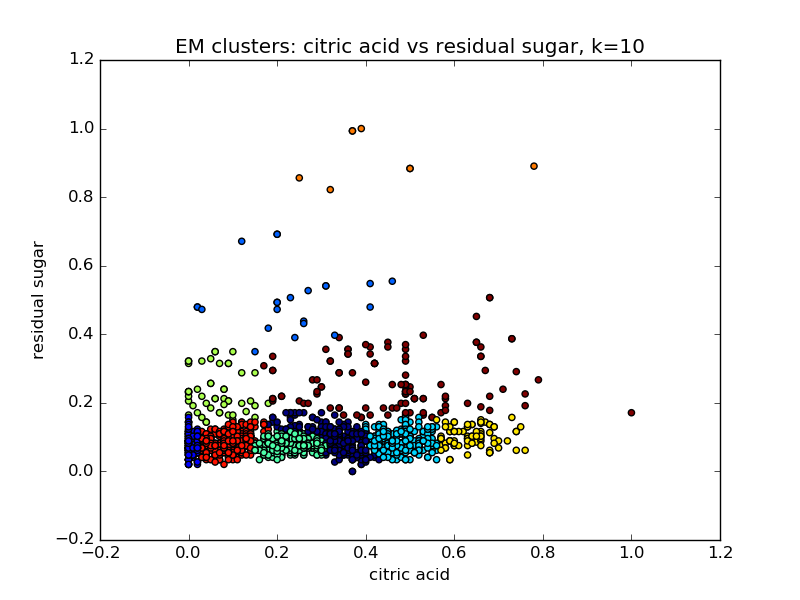 EM clusters: citric acid vs residual sugar, k=10
1.2
1.0
0.8
0.6
0.4
0.2
0.0
−0.2
residual sugar
−0.2 0.0 0.2 0.4 0.6 0.8 1.0 1.2
citric acid